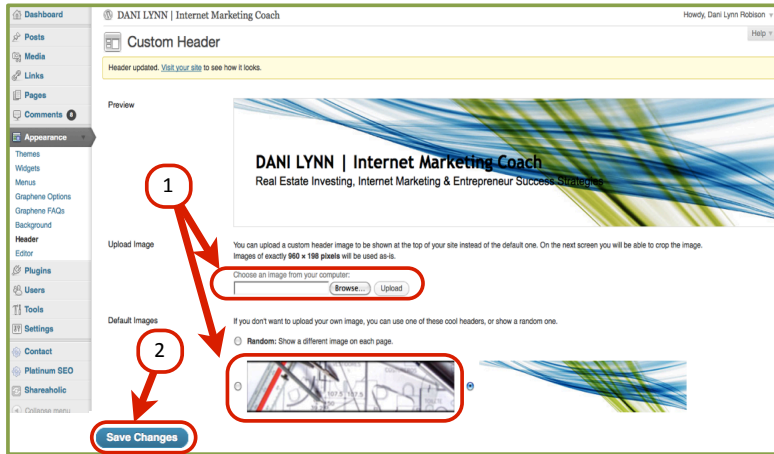 Dashboard
DANI LYNN | Internet Marketing Coach
Howdy, Dani Lynn Robison
Help
Posts
Media
Links
Pages
Comments
Appearance
Themes
Widgets
Menus
Graphene Options
Graphene FAQs
Background
Header
Editor
Plugins
Users
Tools
Settings
Contact
Platinum SEO
Shareaholic
Collapse menu
Custom Header
Header updated. Visit your site to see how it looks.
Preview
DANI LYNN | Internet Marketing Coach
Real Estate Investing, Internet Marketing & Entrepreneur Success Strategies
1
Upload Image
You can upload a custom header image to be shown at the top of your site instead of the default one. On the next screen you will be able to crop the image.
Images of exactly 960 × 198 pixels will be used as-is.
Choose an image from your computer:
Browse... Upload
Default Images
If you don't want to upload your own image, you can use one of these cool headers, or show a random one.
Random: Show a different image on each page.
2
107.5 107.5
Save Changes